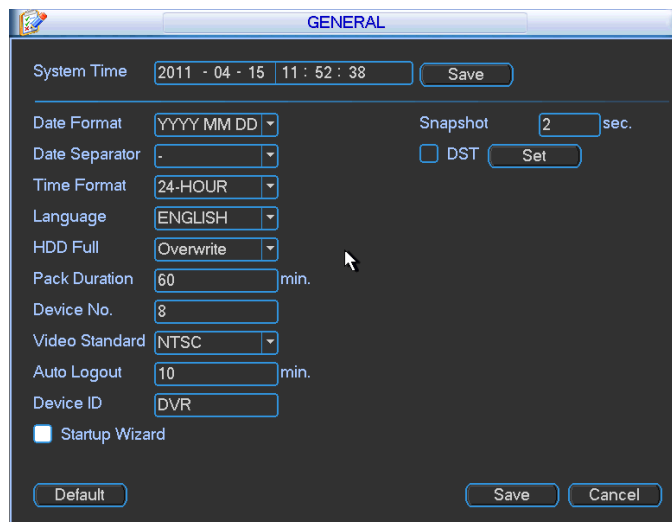 GENERAL
System Time 2011 - 04 - 15 11 : 52 : 38 Save
Date Format YYYY MM DD Snapshot 2 sec.
Date Separator - DST Set
Time Format 24-HOUR
Language ENGLISH
HDD Full Overwrite
Pack Duration 60 min.
Device No. 8
Video Standard NTSC
Auto Logout 10 min.
Device ID DVR
Startup Wizard
Default Save Cancel